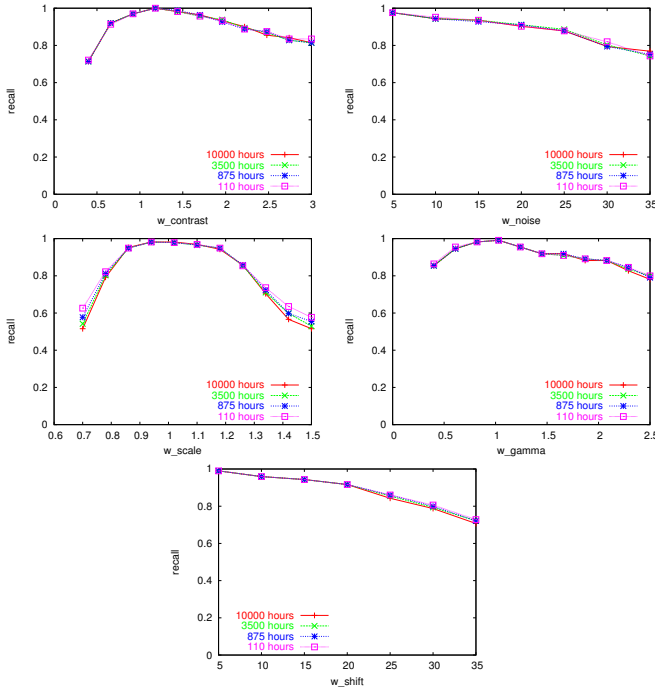 1
0.8
0.6
0.4
0.2
0
recall
10000 hours
3500 hours
875 hours
110 hours
0 0.5 1 1.5 2 2.5 3
w_contrast
1
0.8
0.6
0.4
0.2
0
recall
10000 hours
3500 hours
875 hours
110 hours
5 10 15 20 25 30 35
w_noise
1
0.8
0.6
0.4
0.2
0
recall
10000 hours
3500 hours
875 hours
110 hours
0.6 0.7 0.8 0.9 1 1.1 1.2 1.3 1.4 1.5
w_scale
1
0.8
0.6
0.4
0.2
0
recall
10000 hours
3500 hours
875 hours
110 hours
0 0.5 1 1.5 2 2.5
w_gamma
1
0.8
0.6
0.4
0.2
0
recall
10000 hours
3500 hours
875 hours
110 hours
5 10 15 20 25 30 35
w_shift